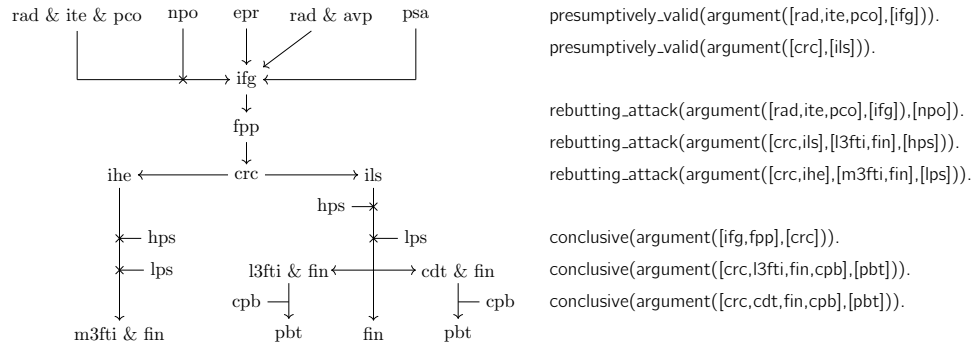 rad & ite & pco npo epr rad & avp psa
ifg
fpp
ihe crc ils
hps
hps lps
lps l3fti & fin cdt & fin
cpb cpb
m3fti & fin pbt fin pbt
presumptively_valid(argument([rad,ite,pco],[ifg])).
presumptively_valid(argument([crc],[ils])).
rebutting_attack(argument([rad,ite,pco],[ifg]),[npo]).
rebutting_attack(argument([crc,ils],[l3fti,fin],[hps])).
rebutting_attack(argument([crc,ihe],[m3fti,fin],[lps])).
conclusive(argument([ifg,fpp],[crc])).
conclusive(argument([crc,l3fti,fin,cpb],[pbt])).
conclusive(argument([crc,cdt,fin,cpb],[pbt])).